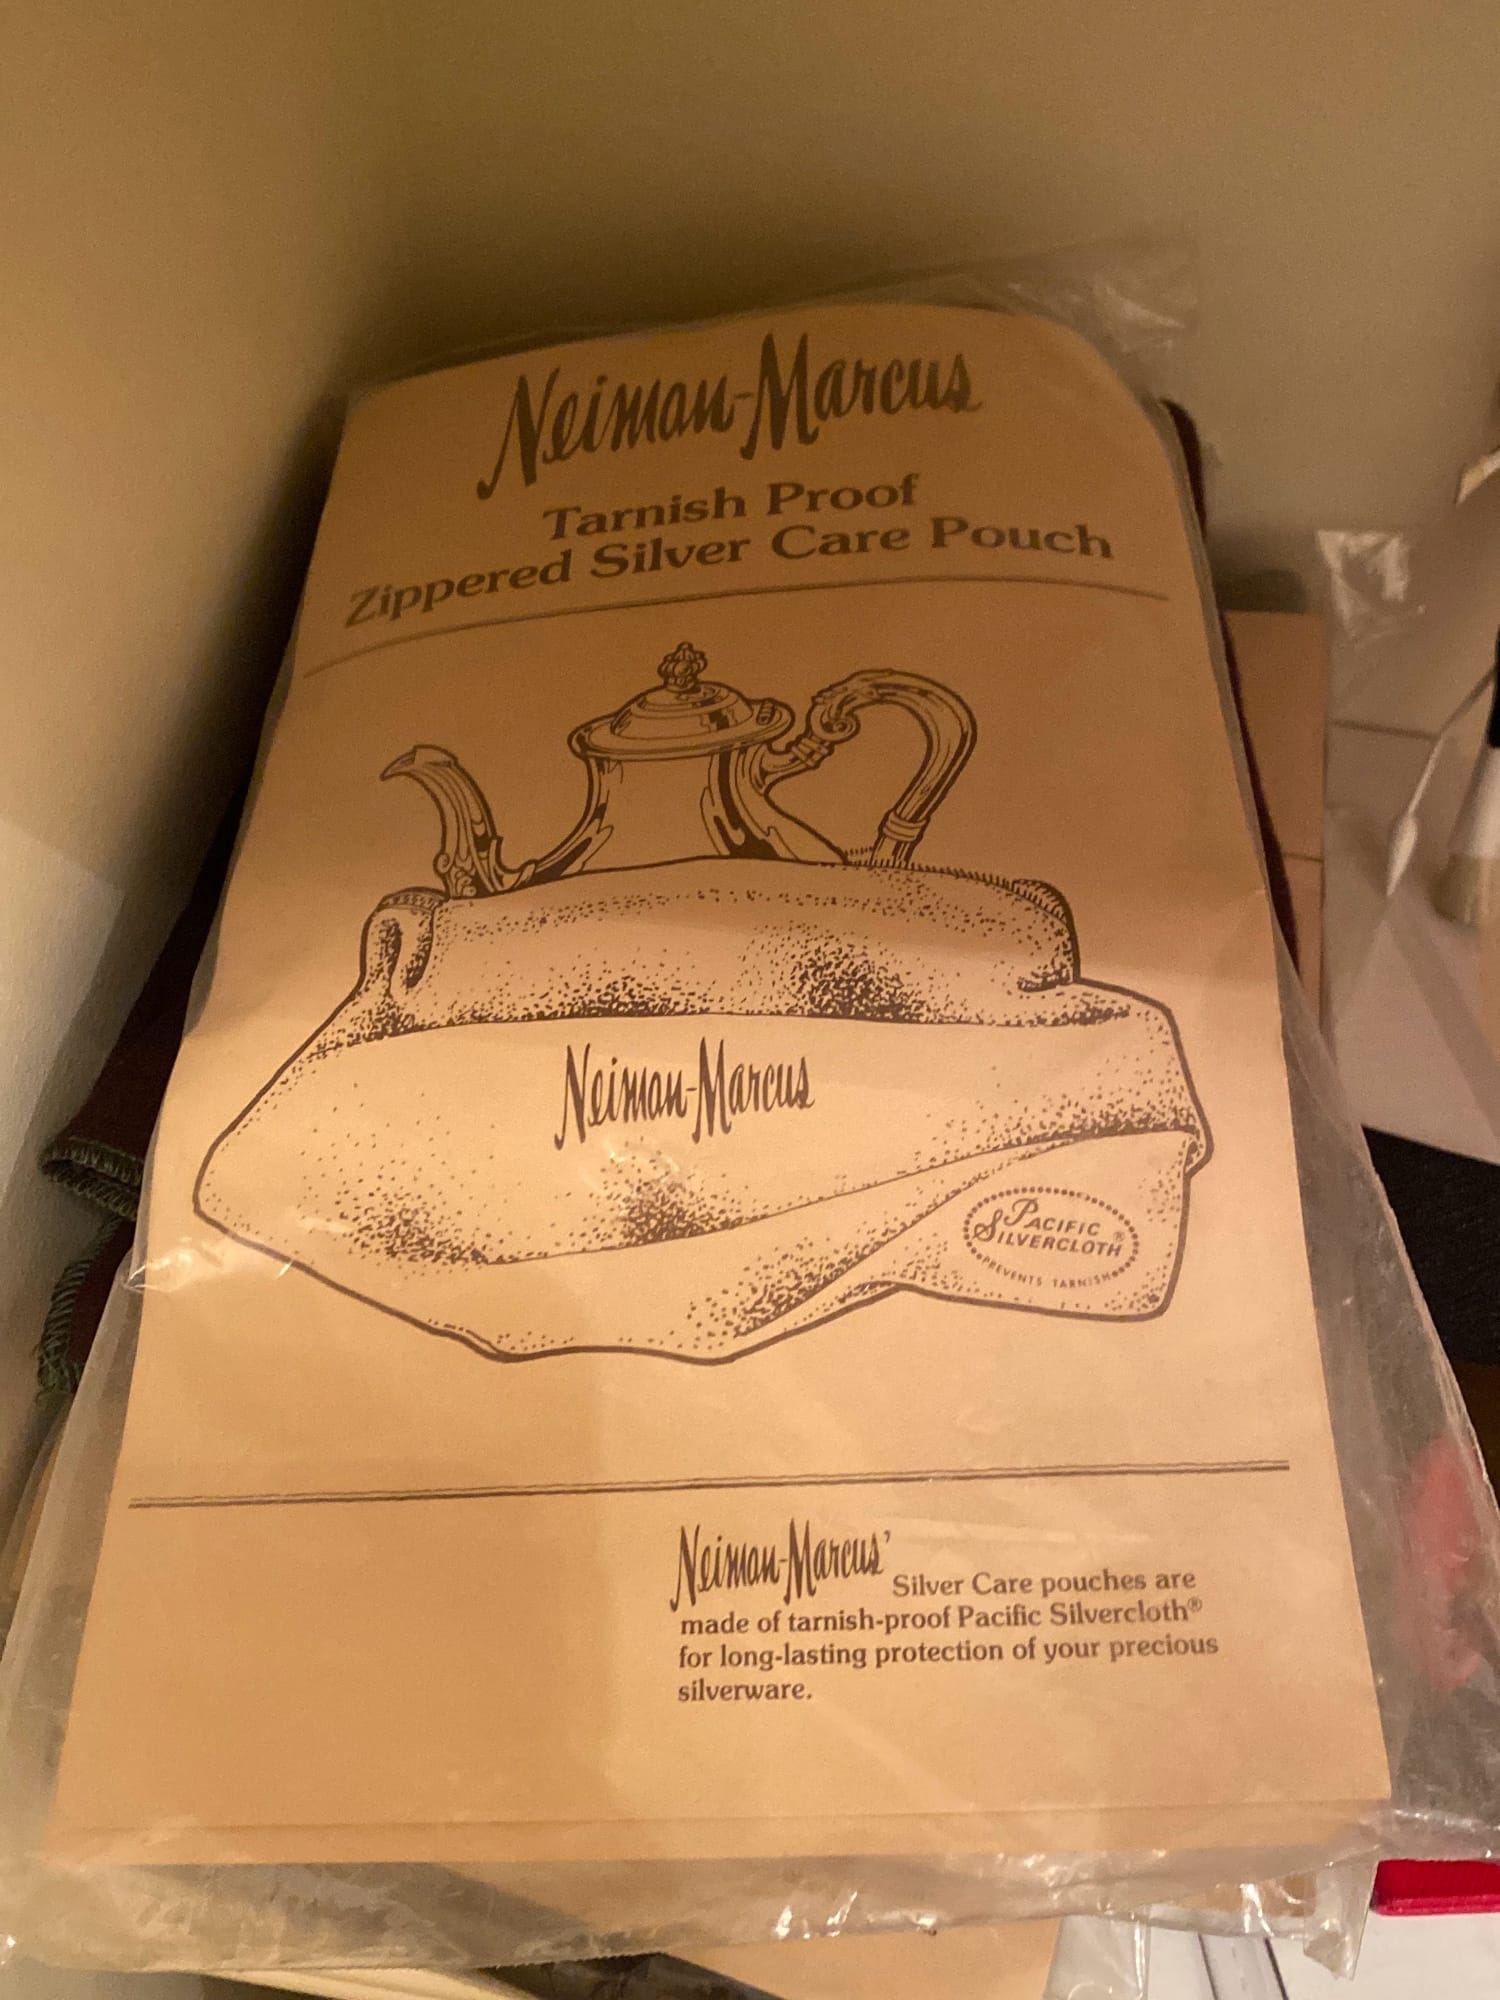 Neiman-Marcus
Tarnish Proof
Zippered Silver Care Pouch
Neiman-Marcus
PACIFIC
SILVERCLOTH®
PREVENTS TARNISH
Neiman-Marcus' Silver Care pouches are
made of tarnish-proof Pacific Silvercloth®
for long-lasting protection of your precious
silverware.